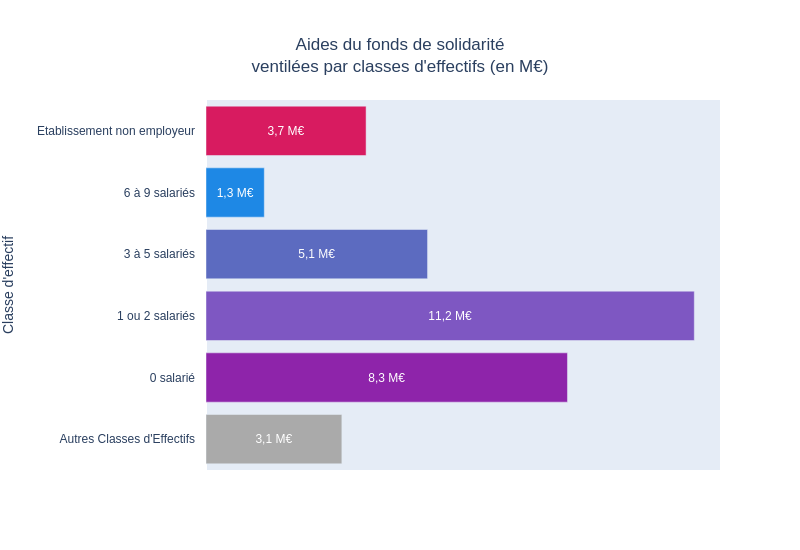 Aides du fonds de solidarité
ventilées par classes d'effectifs (en M€)
Classe d'effectif
Etablissement non employeur
3,7 M€
6 à 9 salariés
1,3 M€
3 à 5 salariés
5,1 M€
1 ou 2 salariés
11,2 M€
0 salarié
8,3 M€
Autres Classes d'Effectifs
3,1 M€